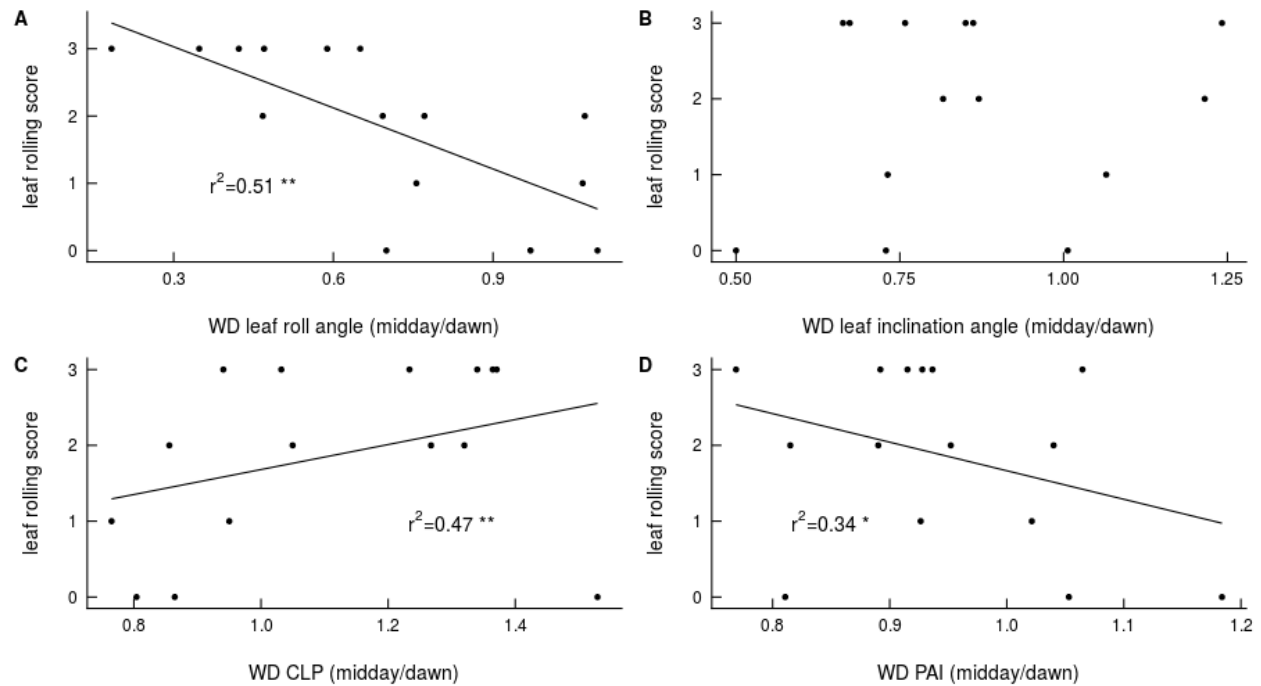 A
leaf rolling score
3
2
1
0
r²=0.51 **
0.3 0.6 0.9
WD leaf roll angle (midday/dawn)
B
leaf rolling score
3
2
1
0
0.50 0.75 1.00 1.25
WD leaf inclination angle (midday/dawn)
C
leaf rolling score
3
2
1
0
r²=0.47 **
0.8 1.0 1.2 1.4
WD CLP (midday/dawn)
D
leaf rolling score
3
2
1
0
r²=0.34 *
0.8 0.9 1.0 1.1 1.2
WD PAI (midday/dawn)